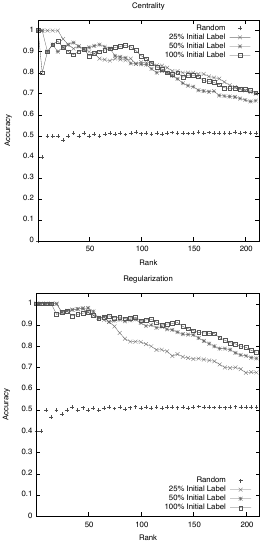 Centrality
Random
25% Initial Label
50% Initial Label
100% Initial Label
1
0.9
0.8
0.7
0.6
0.5
0.4
0.3
0.2
0.1
0
50
100
150
200
Accuracy
Rank
Regularization
1
0.9
0.8
0.7
0.6
0.5
0.4
0.3
0.2
0.1
0
Random
25% Initial Label
50% Initial Label
100% Initial Label
50
100
150
200
Accuracy
Rank